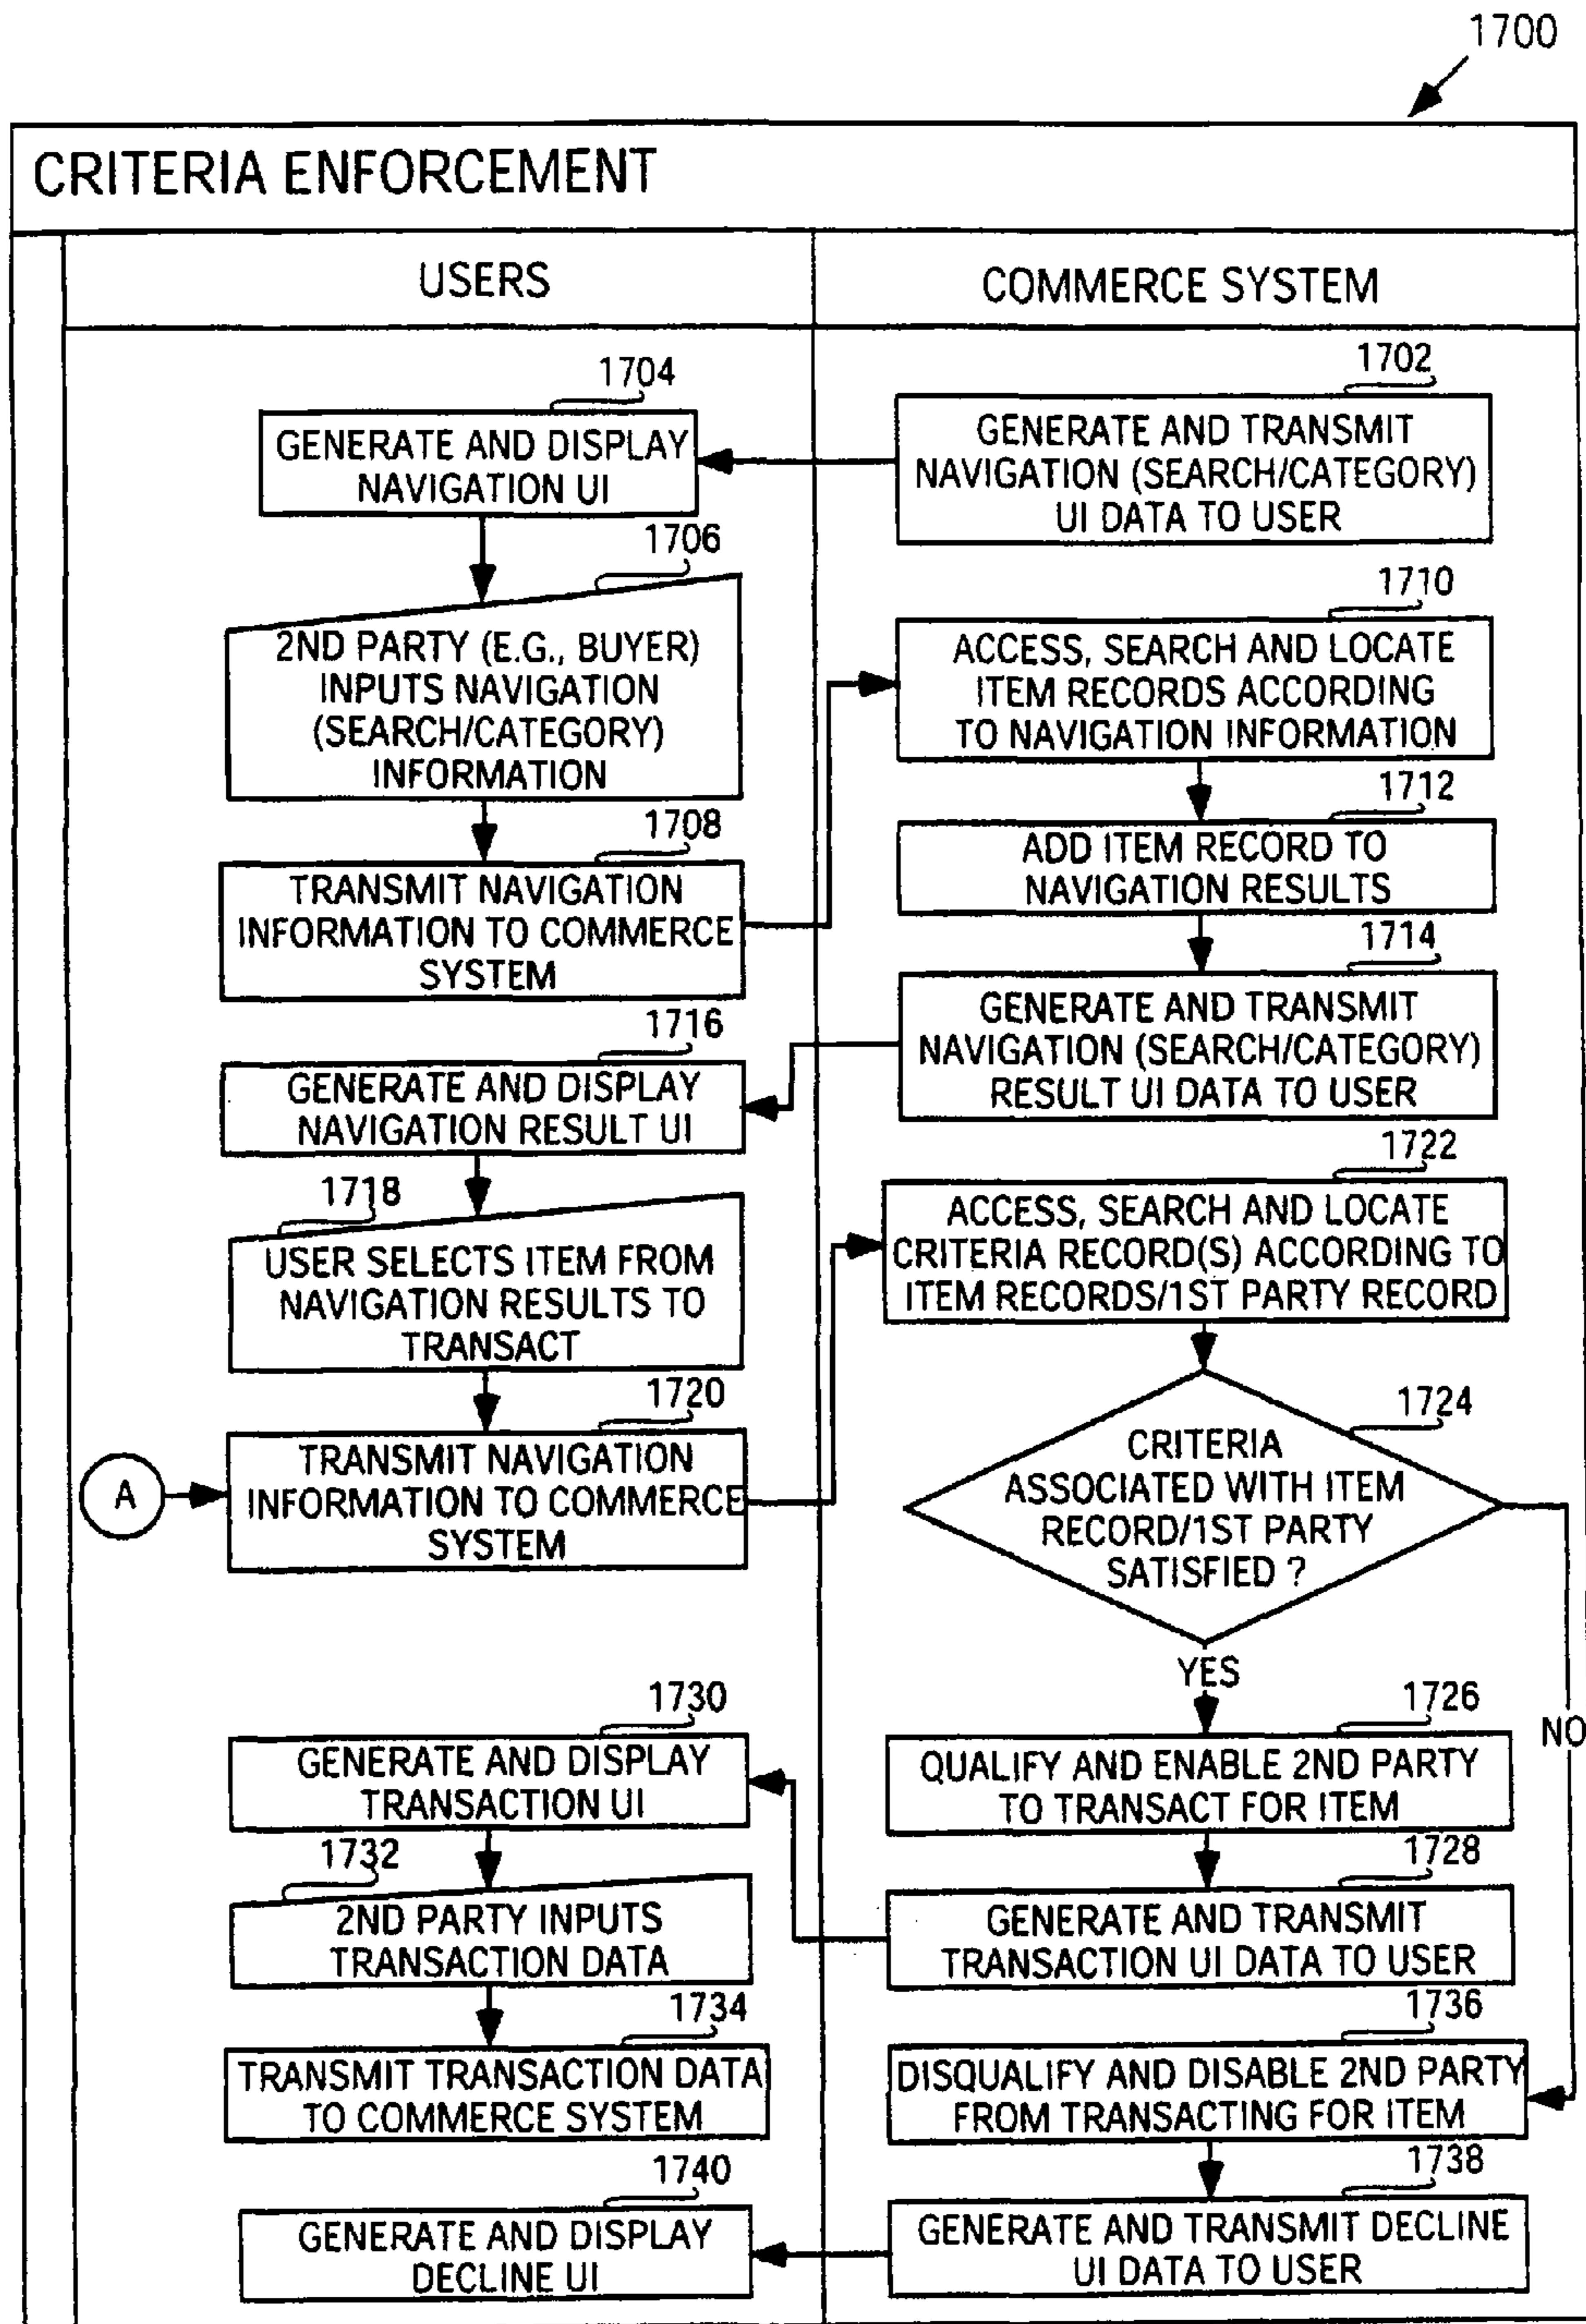 1700
CRITERIA ENFORCEMENT
USERS
COMMERCE SYSTEM
1702
GENERATE AND TRANSMIT
NAVIGATION (SEARCH/CATEGORY)
UI DATA TO USER
1704
GENERATE AND DISPLAY
NAVIGATION UI
1706
2ND PARTY (E.G., BUYER)
INPUTS NAVIGATION
(SEARCH/CATEGORY)
INFORMATION
1708
TRANSMIT NAVIGATION
INFORMATION TO COMMERCE
SYSTEM
1710
ACCESS, SEARCH AND LOCATE
ITEM RECORDS ACCORDING
TO NAVIGATION INFORMATION
1712
ADD ITEM RECORD TO
NAVIGATION RESULTS
1714
GENERATE AND TRANSMIT
NAVIGATION (SEARCH/CATEGORY)
RESULT UI DATA TO USER
1716
GENERATE AND DISPLAY
NAVIGATION RESULT UI
1718
USER SELECTS ITEM FROM
NAVIGATION RESULTS TO
TRANSACT
1720
A
TRANSMIT NAVIGATION
INFORMATION TO COMMERCE
SYSTEM
1722
ACCESS, SEARCH AND LOCATE
CRITERIA RECORD(S) ACCORDING TO
ITEM RECORDS/1ST PARTY RECORD
1724
CRITERIA
ASSOCIATED WITH ITEM
RECORD/1ST PARTY
SATISFIED ?
YES
NO
1726
QUALIFY AND ENABLE 2ND PARTY
TO TRANSACT FOR ITEM
1728
GENERATE AND TRANSMIT
TRANSACTION UI DATA TO USER
1730
GENERATE AND DISPLAY
TRANSACTION UI
1732
2ND PARTY INPUTS
TRANSACTION DATA
1734
TRANSMIT TRANSACTION DATA
TO COMMERCE SYSTEM
1736
DISQUALIFY AND DISABLE 2ND PARTY
FROM TRANSACTING FOR ITEM
1738
GENERATE AND TRANSMIT DECLINE
UI DATA TO USER
1740
GENERATE AND DISPLAY
DECLINE UI